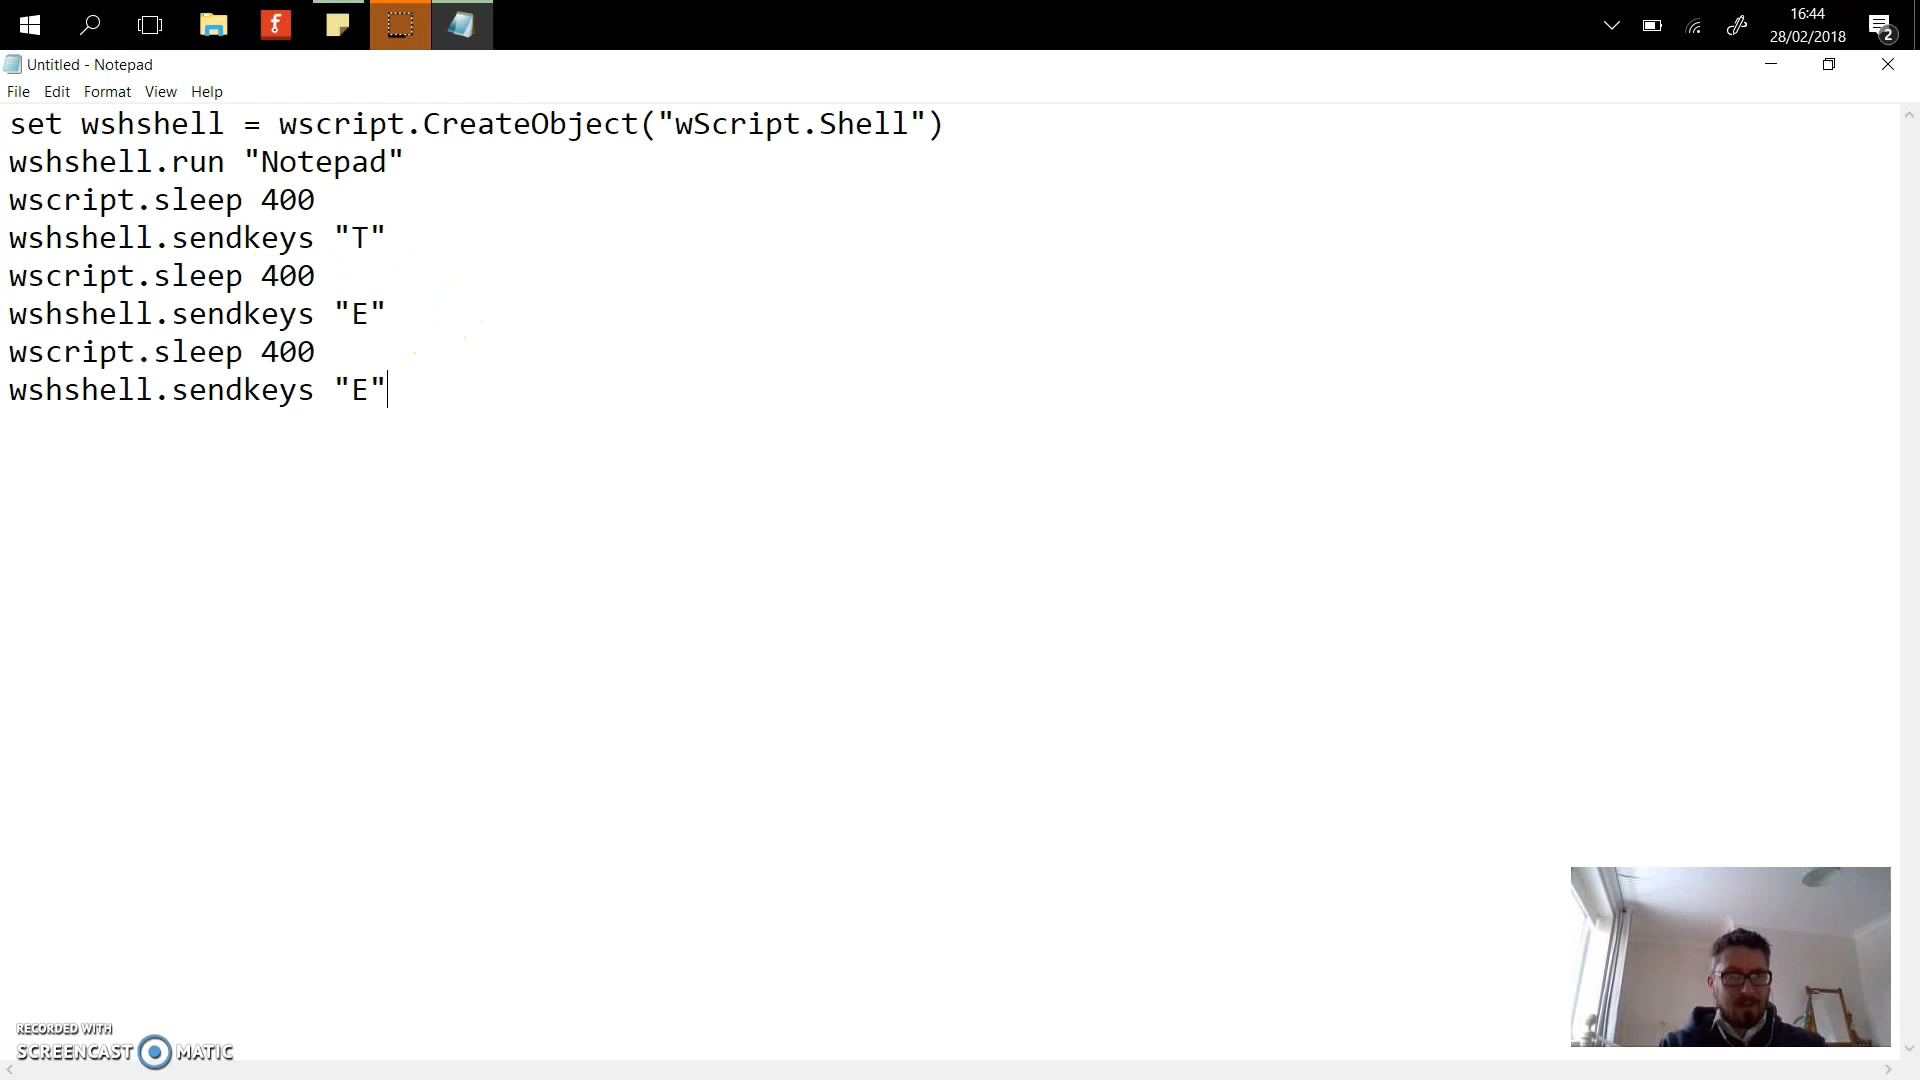 16:44
28/02/2018
2
Untitled - Notepad
File Edit Format View Help
set wshshell = wscript.CreateObject("wScript.Shell")
wshshell.run "Notepad"
wscript.sleep 400
wshshell.sendkeys "T"
wscript.sleep 400
wshshell.sendkeys "E"
wscript.sleep 400
wshshell.sendkeys "E"
RECORDED WITH
SCREENCAST MATIC